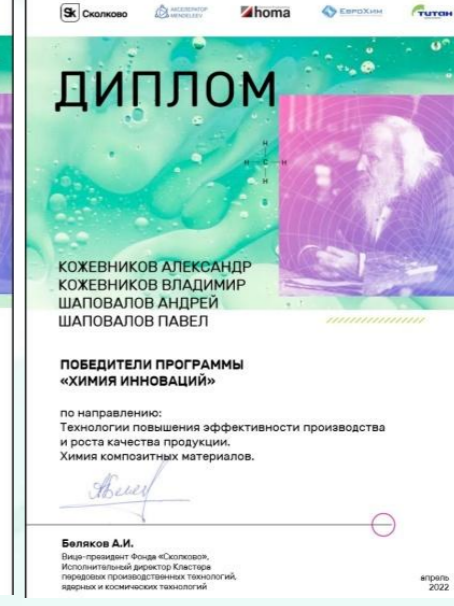 Sk Сколково
АКСЕЛЕРАТОР
MENDELEEV
homa
ЕвроХим
ТИТАН
ДИПЛОМ
H
H C H
H
КОЖЕВНИКОВ АЛЕКСАНДР
КОЖЕВНИКОВ ВЛАДИМИР
ШАПОВАЛОВ АНДРЕЙ
ШАПОВАЛОВ ПАВЕЛ
ПОБЕДИТЕЛИ ПРОГРАММЫ
«ХИМИЯ ИННОВАЦИЙ»
по направлению:
Технологии повышения эффективности производства
и роста качества продукции.
Химия композитных материалов.
Беляков А.И.
Вице-президент Фонда «Сколково»,
Исполнительный директор Кластера
передовых производственных технологий,
ядерных и космических технологий
апрель
2022